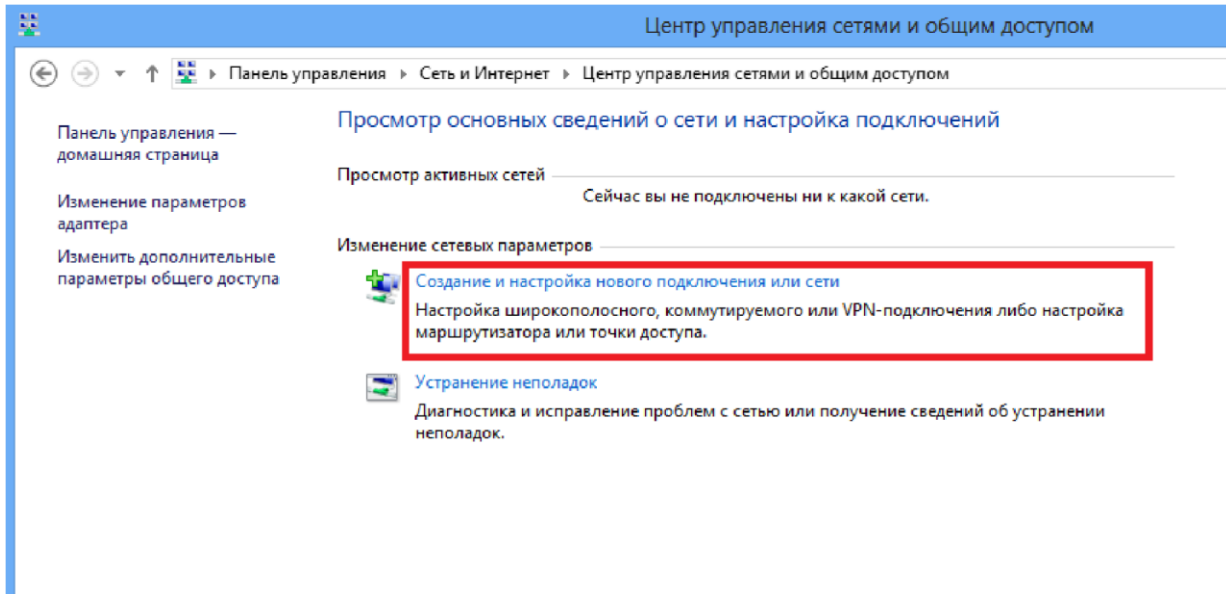 Центр управления сетями и общим доступом
Панель управления Сеть и Интернет Центр управления сетями и общим доступом
Панель управления —
домашняя страница
Изменение параметров
адаптера
Изменить дополнительные
параметры общего доступа
Просмотр основных сведений о сети и настройка подключений
Просмотр активных сетей
Сейчас вы не подключены ни к какой сети.
Изменение сетевых параметров
Создание и настройка нового подключения или сети
Настройка широкополосного, коммутируемого или VPN-подключения либо настройка
маршрутизатора или точки доступа.
Устранение неполадок
Диагностика и исправление проблем с сетью или получение сведений об устранении
неполадок.